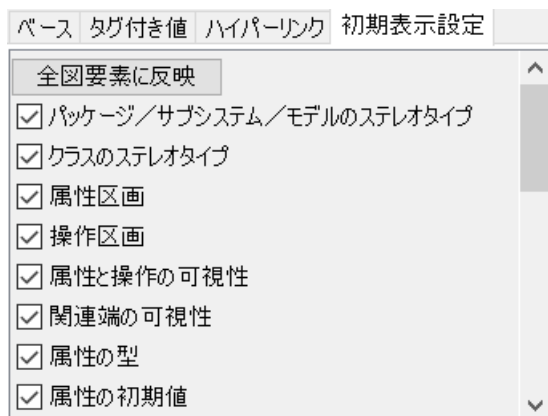 ベース タグ付き値 ハイパーリンク 初期表示設定
全図要素に反映
パッケージ/サブシステム/モデルのステレオタイプ
クラスのステレオタイプ
属性区画
操作区画
属性と操作の可視性
関連端の可視性
属性の型
属性の初期値